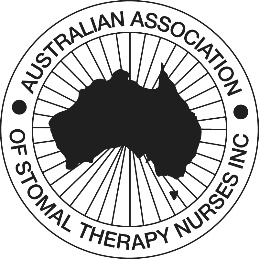 AUSTRALIAN ASSOCIATION
OF STOMAL THERAPY NURSES INC